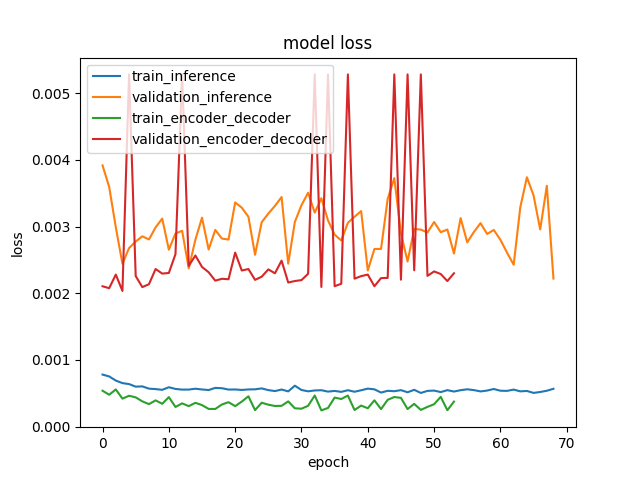 model loss
train_inference
validation_inference
train_encoder_decoder
validation_encoder_decoder
loss
0.005
0.004
0.003
0.002
0.001
0.000
0 10 20 30 40 50 60 70
epoch